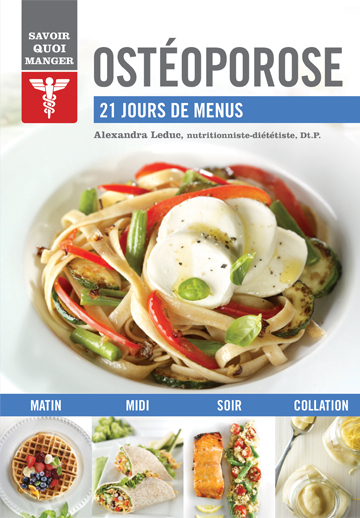 SAVOIR
QUOI
MANGER
OSTÉOPOROSE
21 JOURS DE MENUS
Alexandra Leduc, nutritionniste-diététiste, Dt.P.
MATIN MIDI SOIR COLLATION